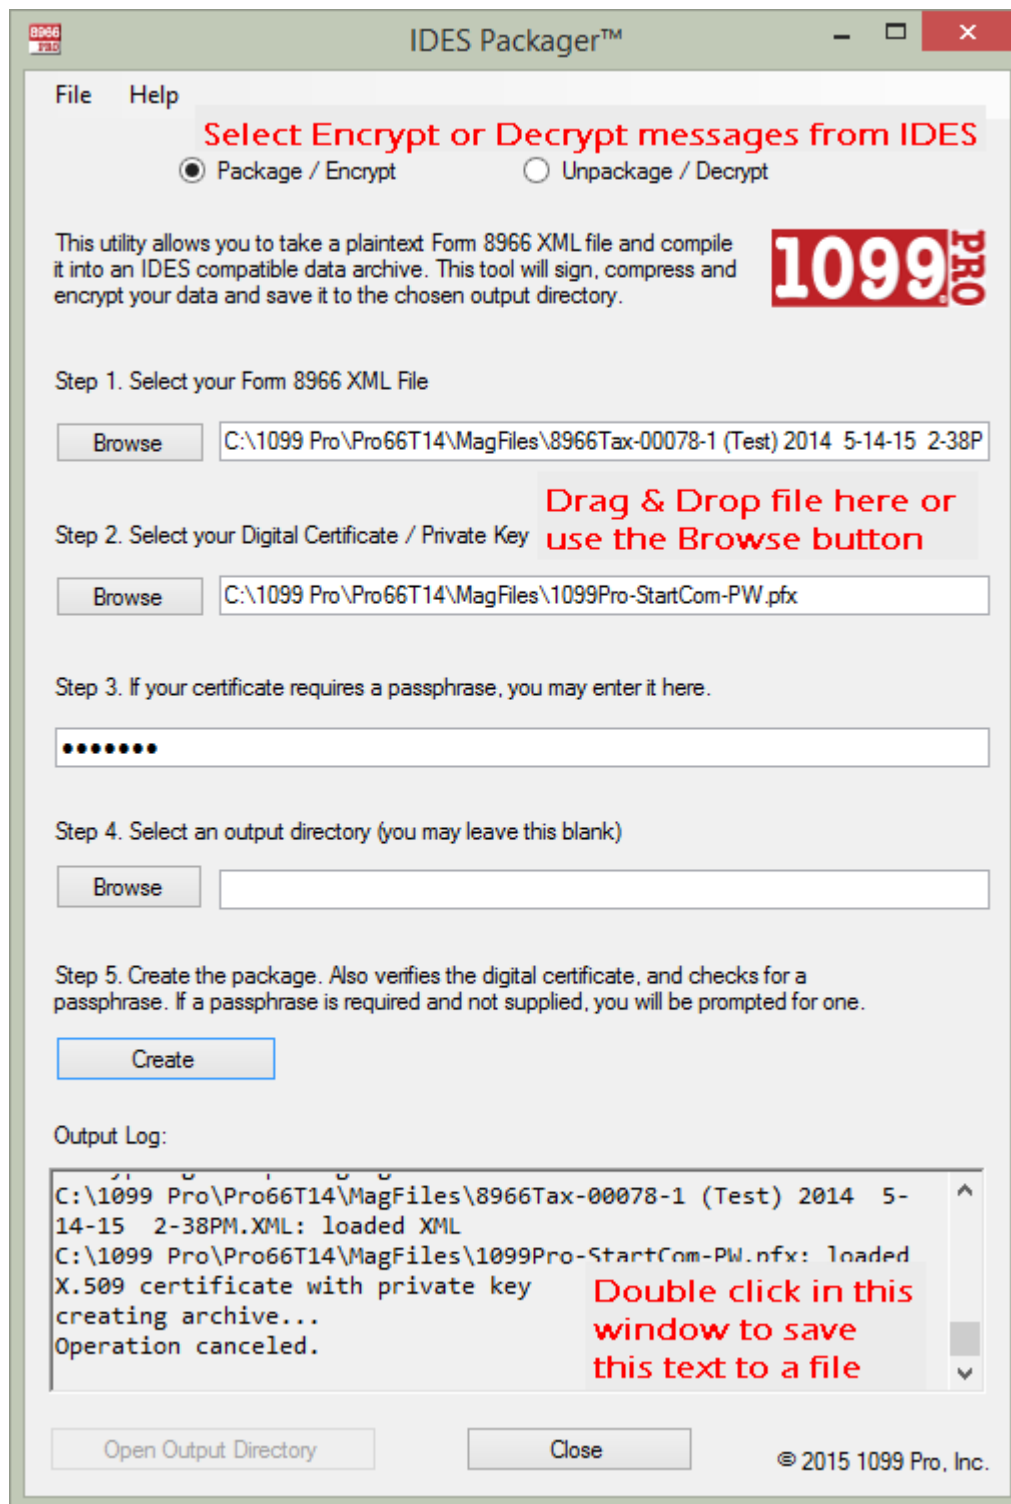 8966
PRO
IDES Packager™
File Help
Select Encrypt or Decrypt messages from IDES
Package / Encrypt
Unpackage / Decrypt
This utility allows you to take a plaintext Form 8966 XML file and compile
it into an IDES compatible data archive. This tool will sign, compress and
encrypt your data and save it to the chosen output directory.
1099 PRO
Step 1. Select your Form 8966 XML File
Browse
C:\1099 Pro\Pro66T14\MagFiles\8966Tax-00078-1 (Test) 2014  5-14-15  2-38P
Drag & Drop file here or
use the Browse button
Step 2. Select your Digital Certificate / Private Key
Browse
C:\1099 Pro\Pro66T14\MagFiles\1099Pro-StartCom-PW.pfx
Step 3. If your certificate requires a passphrase, you may enter it here.
•••••••
Step 4. Select an output directory (you may leave this blank)
Browse
Step 5. Create the package. Also verifies the digital certificate, and checks for a
passphrase. If a passphrase is required and not supplied, you will be prompted for one.
Create
Output Log:
C:\1099 Pro\Pro66T14\MagFiles\8966Tax-00078-1 (Test) 2014  5-
14-15  2-38PM.XML: loaded XML
C:\1099 Pro\Pro66T14\MagFiles\1099Pro-StartCom-PW.pfx: loaded
X.509 certificate with private key
creating archive...
Operation canceled.
Double click in this
window to save
this text to a file
Open Output Directory
Close
© 2015 1099 Pro, Inc.